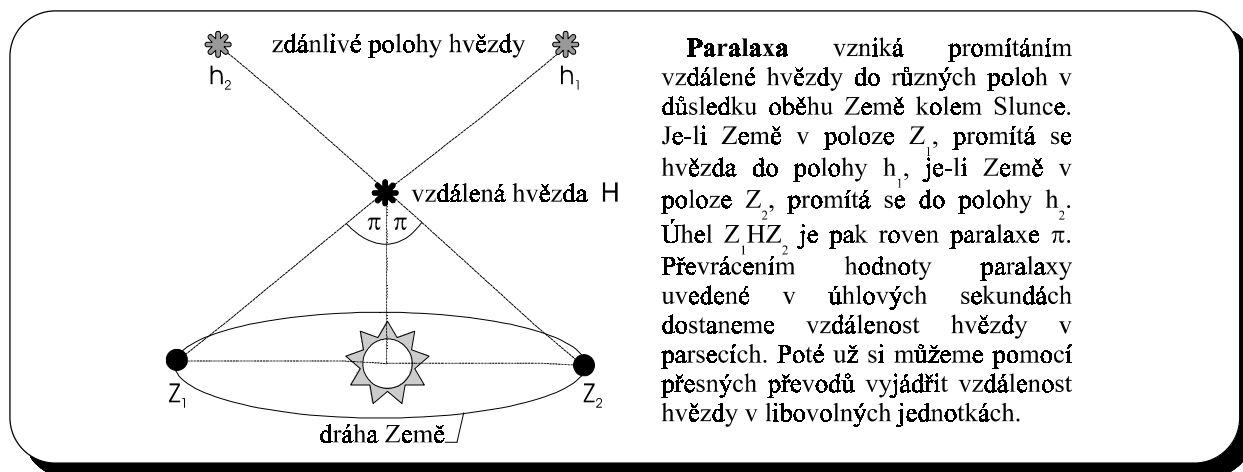 zdánlivé polohy hvězdy
h₂
h₁
vzdálená hvězda H
π π
Z₁
Z₂
dráha Země
Paralaxa vzniká promítáním
vzdálené hvězdy do různých poloh v
důsledku oběhu Země kolem Slunce.
Je-li Země v poloze Z₁, promítá se
hvězda do polohy h₁, je-li Země v
poloze Z₂, promítá se do polohy h₂.
Úhel Z₁HZ₂ je pak roven paralaxe π.
Převrácením hodnoty paralaxy
uvedené v úhlových sekundách
dostaneme vzdálenost hvězdy v
parsecích. Poté už si můžeme pomocí
přesných převodů vyjádřit vzdálenost
hvězdy v libovolných jednotkách.